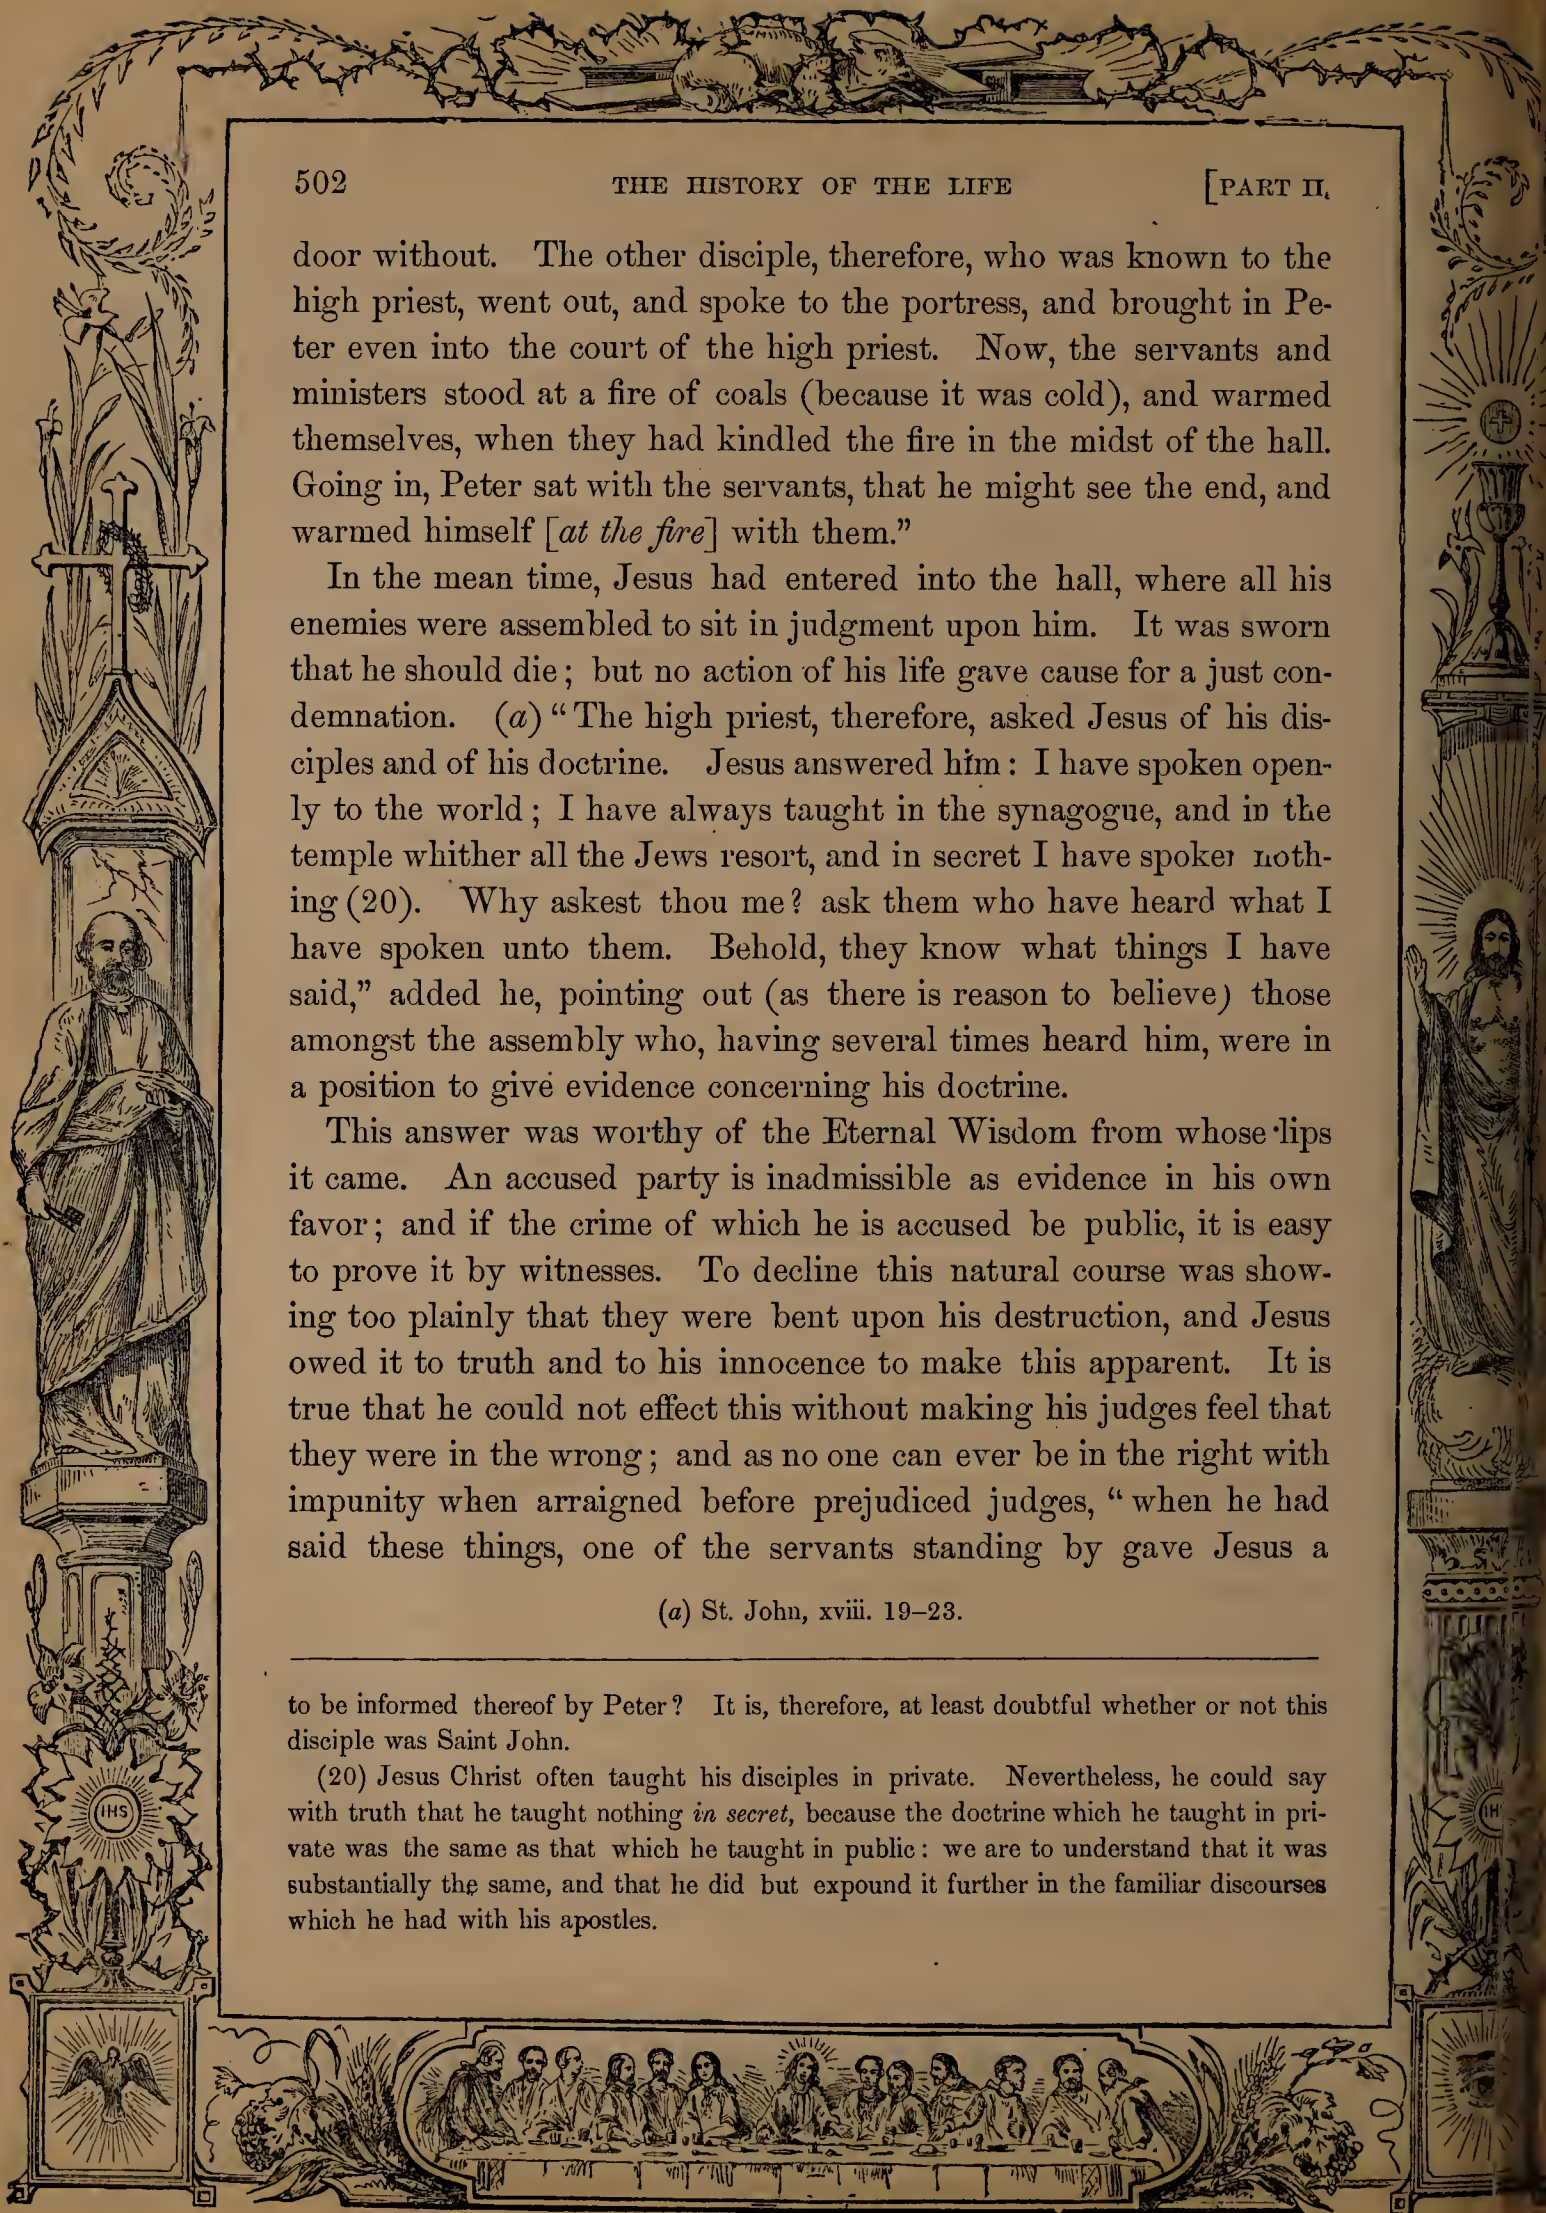 502 THE HISTORY OF THE LIFE [PART II.
door without. The other disciple, therefore, who was known to the
high priest, went out, and spoke to the portress, and brought in Pe-
ter even into the court of the high priest. Now, the servants and
ministers stood at a fire of coals (because it was cold), and warmed
themselves, when they had kindled the fire in the midst of the hall.
Going in, Peter sat with the servants, that he might see the end, and
warmed himself [at the fire] with them.”
In the mean time, Jesus had entered into the hall, where all his
enemies were assembled to sit in judgment upon him. It was sworn
that he should die; but no action of his life gave cause for a just con-
demnation. (a) “The high priest, therefore, asked Jesus of his dis-
ciples and of his doctrine. Jesus answered him: I have spoken open-
ly to the world; I have always taught in the synagogue, and in the
temple whither all the Jews resort, and in secret I have spoken noth-
ing (20). Why askest thou me? ask them who have heard what I
have spoken unto them. Behold, they know what things I have
said,” added he, pointing out (as there is reason to believe) those
amongst the assembly who, having several times heard him, were in
a position to give evidence concerning his doctrine.
This answer was worthy of the Eternal Wisdom from whose lips
it came. An accused party is inadmissible as evidence in his own
favor; and if the crime of which he is accused be public, it is easy
to prove it by witnesses. To decline this natural course was show-
ing too plainly that they were bent upon his destruction, and Jesus
owed it to truth and to his innocence to make this apparent. It is
true that he could not effect this without making his judges feel that
they were in the wrong; and as no one can ever be in the right with
impunity when arraigned before prejudiced judges, “when he had
said these things, one of the servants standing by gave Jesus a
(a) St. John, xviii. 19–23.
to be informed thereof by Peter? It is, therefore, at least doubtful whether or not this
disciple was Saint John.
(20) Jesus Christ often taught his disciples in private. Nevertheless, he could say
with truth that he taught nothing in secret, because the doctrine which he taught in pri-
vate was the same as that which he taught in public: we are to understand that it was
substantially the same, and that he did but expound it further in the familiar discourses
which he had with his apostles.
IHS
IH